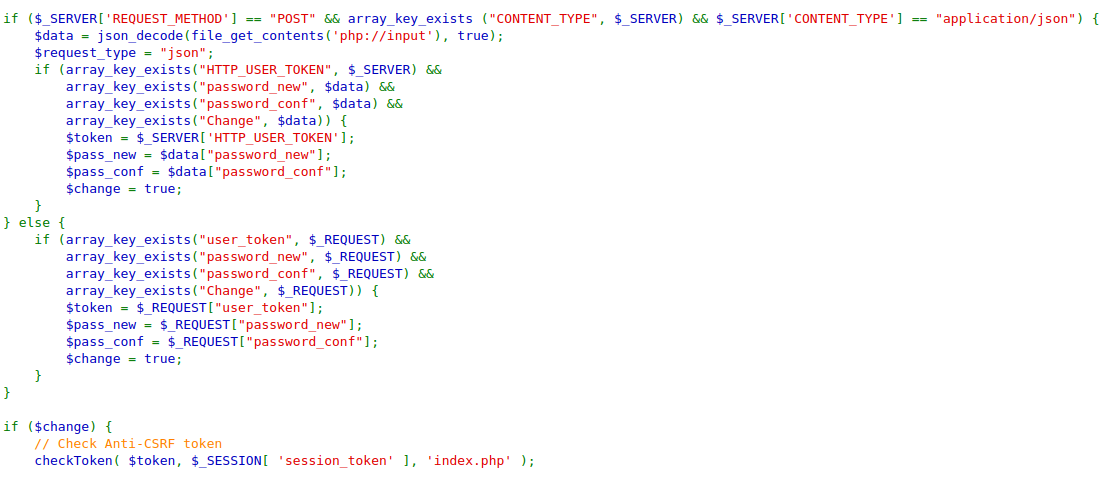 if ($_SERVER['REQUEST_METHOD'] == "POST" && array_key_exists ("CONTENT_TYPE", $_SERVER) && $_SERVER['CONTENT_TYPE'] == "application/json") {
    $data = json_decode(file_get_contents('php://input'), true);
    $request_type = "json";
    if (array_key_exists("HTTP_USER_TOKEN", $_SERVER) &&
        array_key_exists("password_new", $data) &&
        array_key_exists("password_conf", $data) &&
        array_key_exists("Change", $data)) {
        $token = $_SERVER['HTTP_USER_TOKEN'];
        $pass_new = $data["password_new"];
        $pass_conf = $data["password_conf"];
        $change = true;
    }
} else {
    if (array_key_exists("user_token", $_REQUEST) &&
        array_key_exists("password_new", $_REQUEST) &&
        array_key_exists("password_conf", $_REQUEST) &&
        array_key_exists("Change", $_REQUEST)) {
        $token = $_REQUEST["user_token"];
        $pass_new = $_REQUEST["password_new"];
        $pass_conf = $_REQUEST["password_conf"];
        $change = true;
    }
}

if ($change) {
    // Check Anti-CSRF token
    checkToken( $token, $_SESSION[ 'session_token' ], 'index.php' );